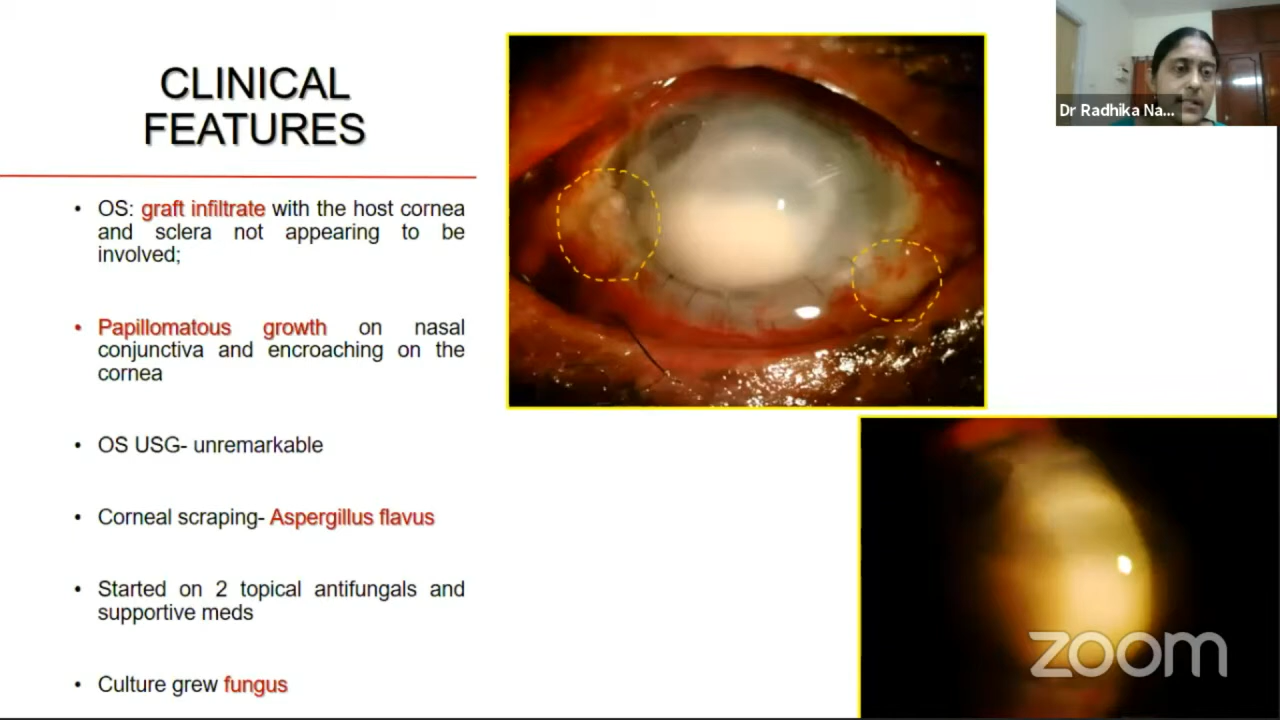 CLINICAL
FEATURES
• OS: graft infiltrate with the host cornea
and sclera not appearing to be
involved;
• Papillomatous growth on nasal
conjunctiva and encroaching on the
cornea
• OS USG- unremarkable
• Corneal scraping- Aspergillus flavus
• Started on 2 topical antifungals and
supportive meds
• Culture grew fungus
Dr Radhika Na...
zoom